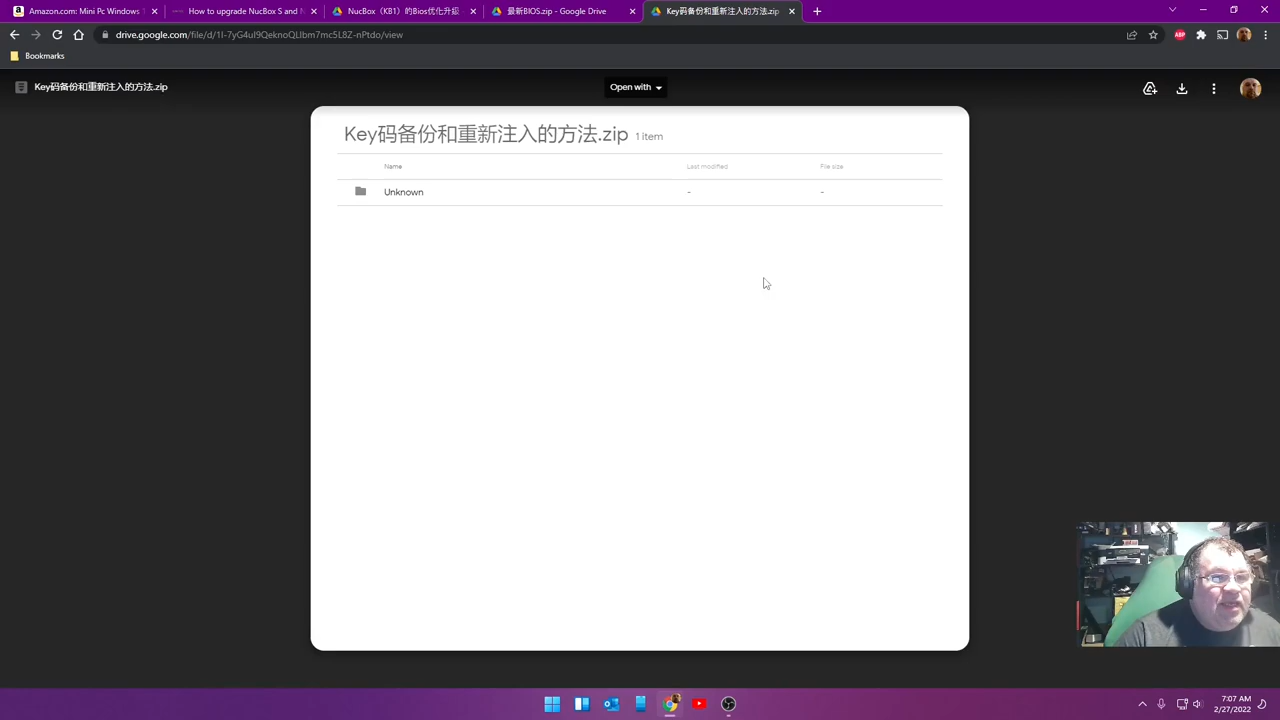 Amazon.com: Mini Pc Windows 1
How to upgrade NucBox S and N
NucBox（KB1）的Bios优化升级
最新BIOS.zip - Google Drive
Key码备份和重新注入的方法.zip
drive.google.com/file/d/1I-7yG4uI9QeknoQLIbm7mc5L8Z-nPtdo/view
ABP
Bookmarks
Key码备份和重新注入的方法.zip
Open with
Key码备份和重新注入的方法.zip 1 item
Name Last modified File size
Unknown - -
7:07 AM
2/27/2022